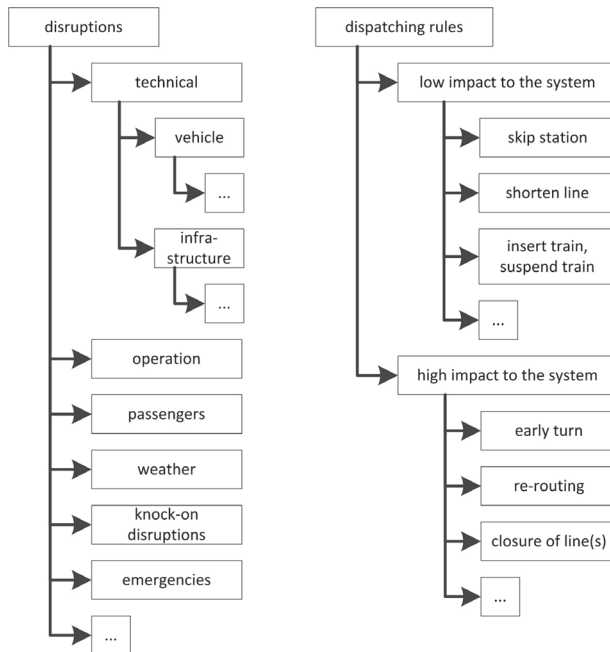 disruptions
technical
vehicle
...
infra-
structure
...
operation
passengers
weather
knock-on
disruptions
emergencies
...
dispatching rules
low impact to the system
skip station
shorten line
insert train,
suspend train
...
high impact to the system
early turn
re-routing
closure of line(s)
...